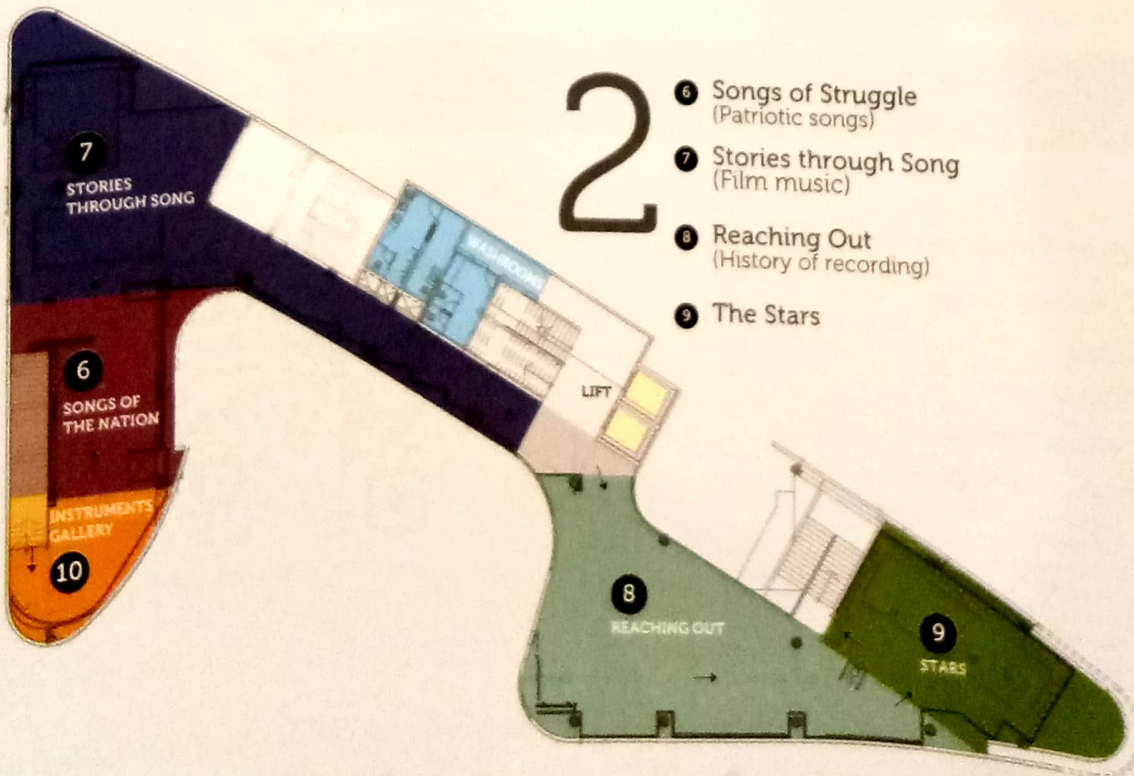 2
6 Songs of Struggle
(Patriotic songs)
7 Stories through Song
(Film music)
8 Reaching Out
(History of recording)
9 The Stars
7
STORIES
THROUGH SONG
WASHROOMS
LIFT
6
SONGS OF
THE NATION
INSTRUMENTS
GALLERY
10
8
REACHING OUT
9
STARS